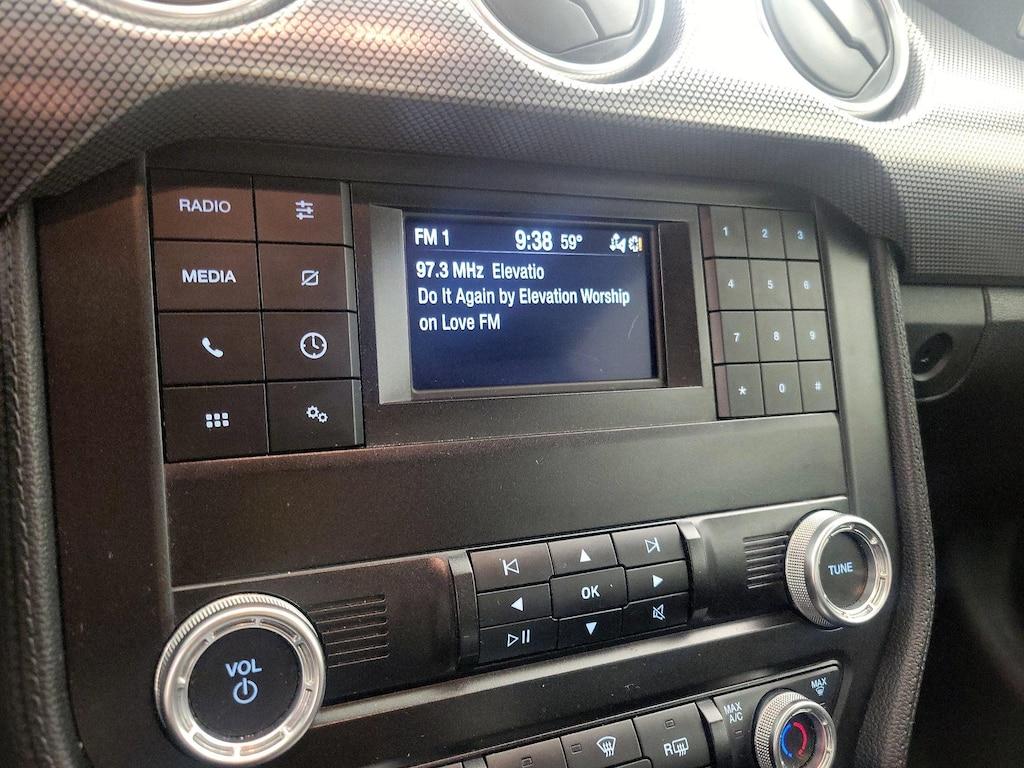 RADIO
MEDIA
FM 1 9:38 59°
97.3 MHz Elevatio
Do It Again by Elevation Worship
on Love FM
1 2 3
4 5 6
7 8 9
* 0 #
OK
TUNE
VOL
MAX
A/C
MAX
R